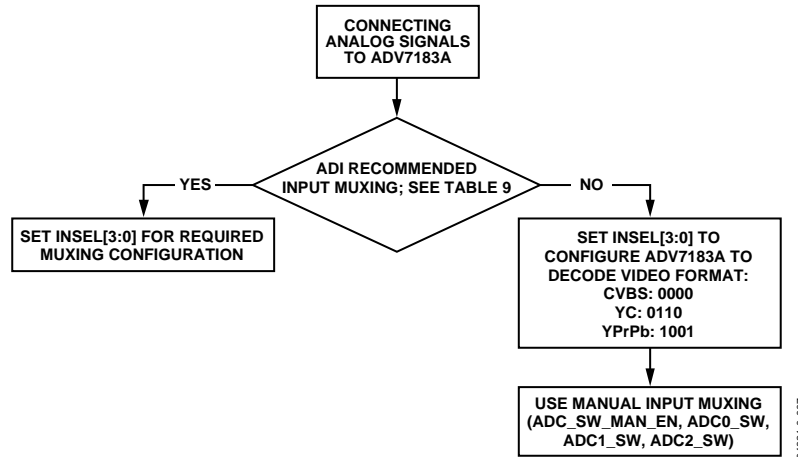 CONNECTING
ANALOG SIGNALS
TO ADV7183A
ADI RECOMMENDED
INPUT MUXING; SEE TABLE 9
YES
NO
SET INSEL[3:0] FOR REQUIRED
MUXING CONFIGURATION
SET INSEL[3:0] TO
CONFIGURE ADV7183A TO
DECODE VIDEO FORMAT:
CVBS: 0000
YC: 0110
YPrPb: 1001
USE MANUAL INPUT MUXING
(ADC_SW_MAN_EN, ADC0_SW,
ADC1_SW, ADC2_SW)